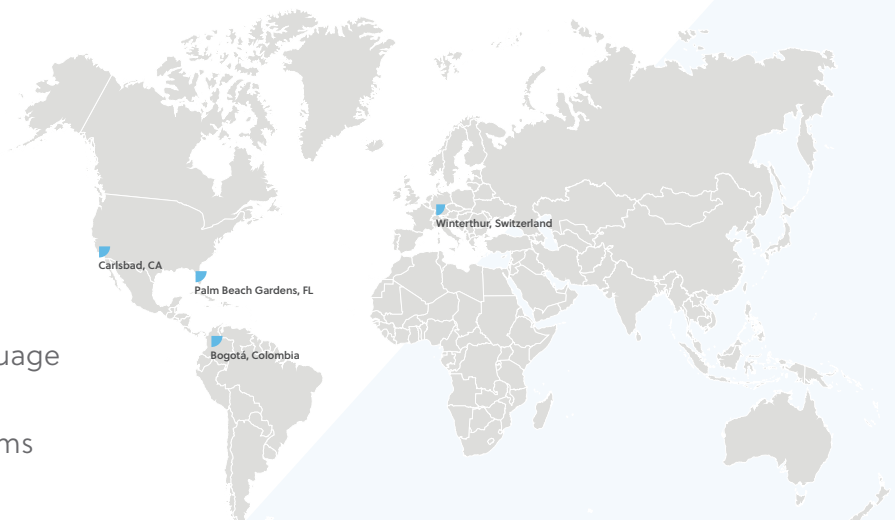 Winterthur, Switzerland
Carlsbad, CA
Palm Beach Gardens, FL
Bogotá, Colombia